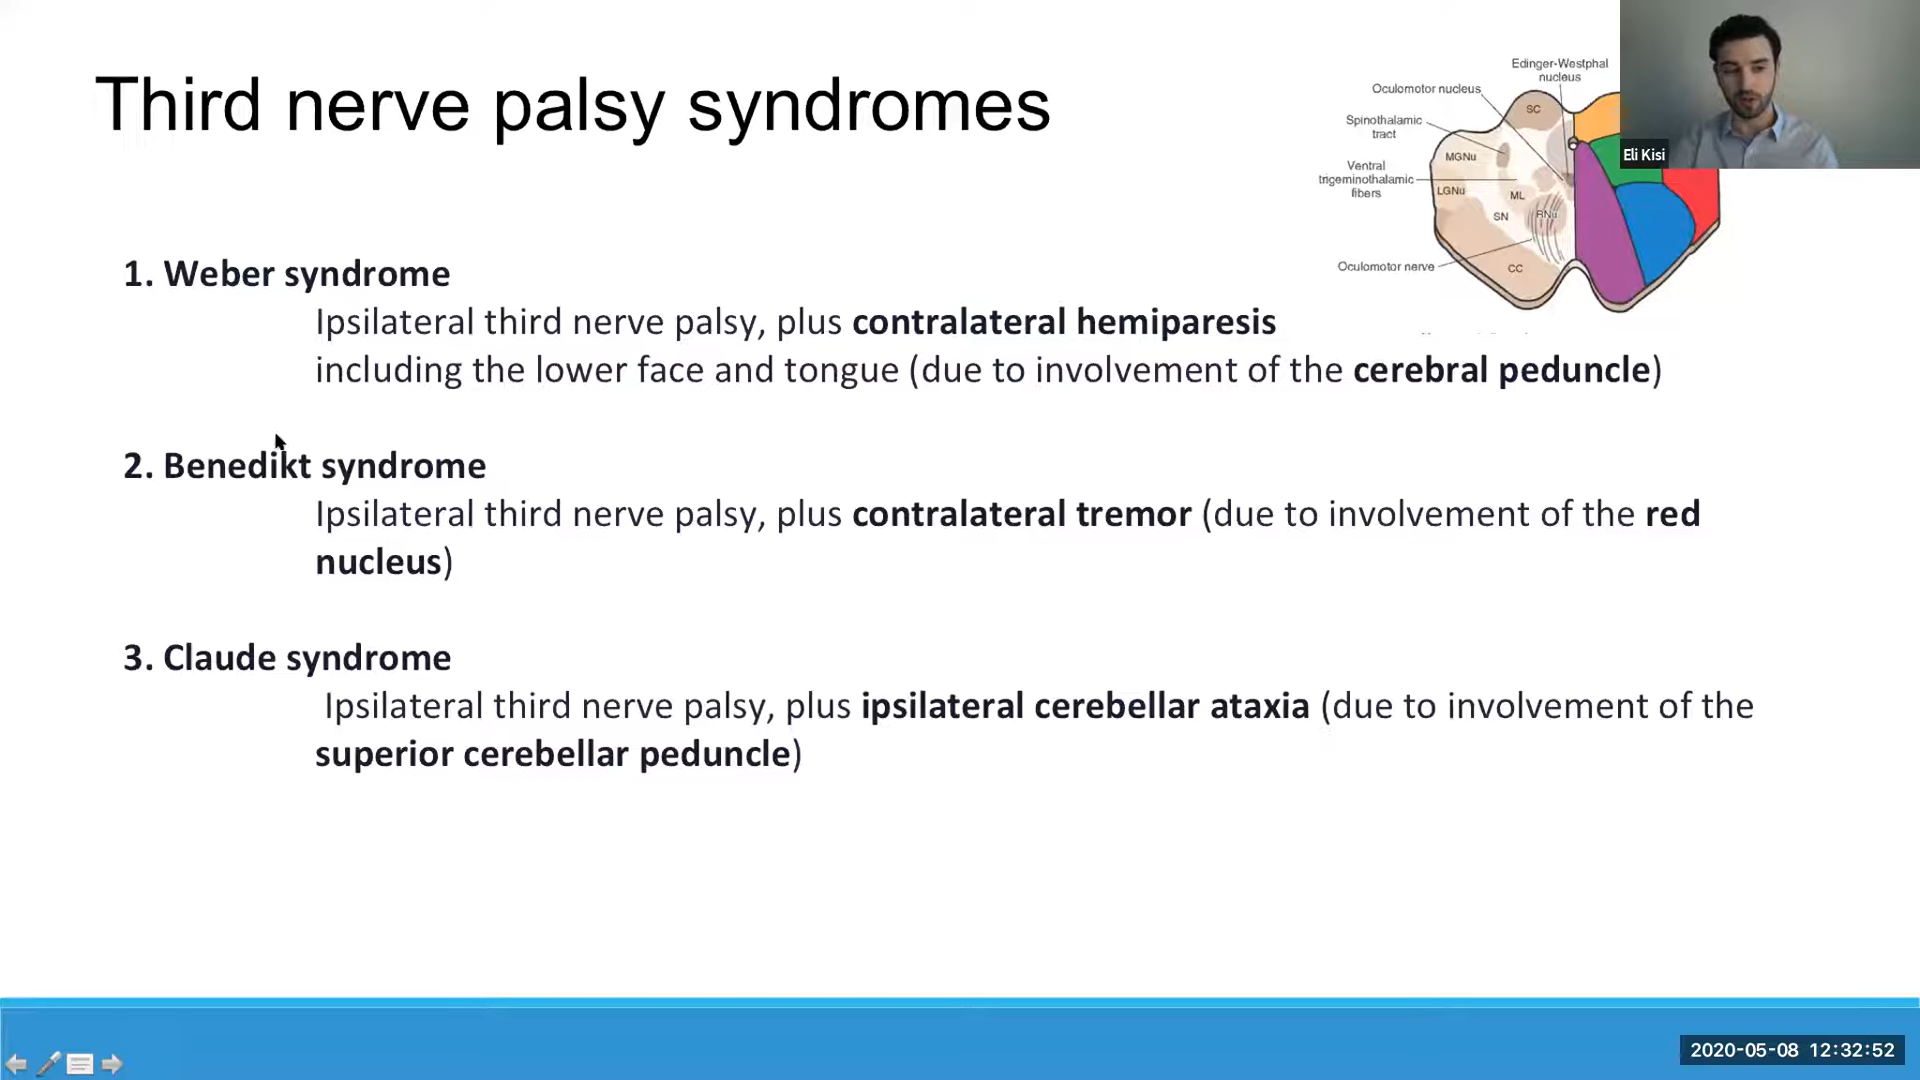 Third nerve palsy syndromes
Edinger-Westphal
nucleus
Oculomotor nucleus
Spinothalamic
tract
Ventral
trigeminothalamic
fibers
Oculomotor nerve
SC
MGNu
LGNu
ML
SN
RNu
CC
Eli Kisi
1. Weber syndrome
Ipsilateral third nerve palsy, plus contralateral hemiparesis
including the lower face and tongue (due to involvement of the cerebral peduncle)
2. Benedikt syndrome
Ipsilateral third nerve palsy, plus contralateral tremor (due to involvement of the red
nucleus)
3. Claude syndrome
Ipsilateral third nerve palsy, plus ipsilateral cerebellar ataxia (due to involvement of the
superior cerebellar peduncle)
2020-05-08 12:32:52